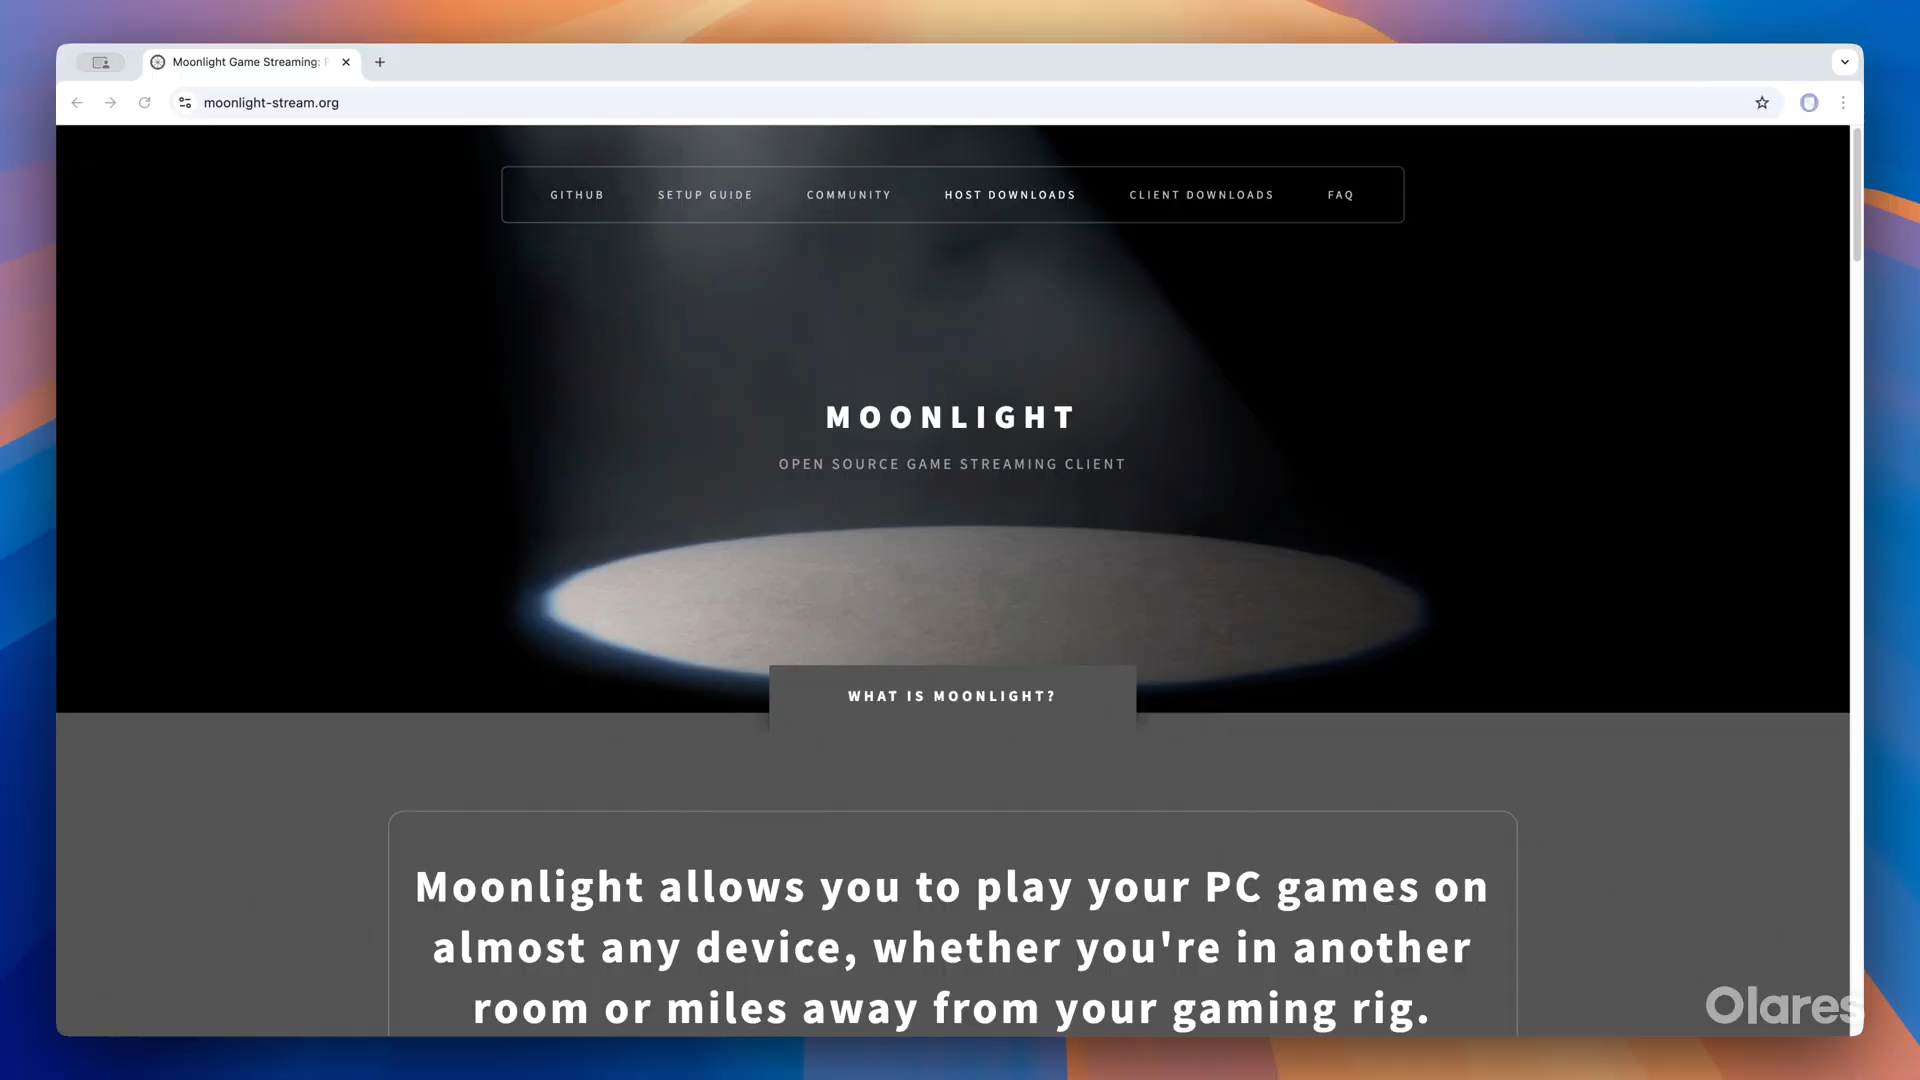 Moonlight Game Streaming:
moonlight-stream.org
GITHUB SETUP GUIDE COMMUNITY HOST DOWNLOADS CLIENT DOWNLOADS FAQ
MOONLIGHT
OPEN SOURCE GAME STREAMING CLIENT
WHAT IS MOONLIGHT?
Moonlight allows you to play your PC games on
almost any device, whether you're in another
room or miles away from your gaming rig.
Olares